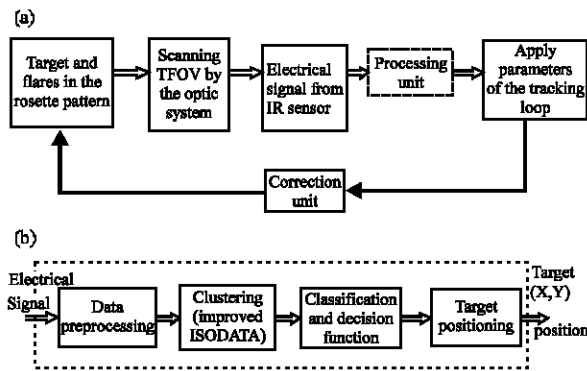 (a)
Target and
flares in the
rosette pattern
Scanning
TFOV by
the optic
system
Electrical
signal from
IR sensor
Processing
unit
Apply
parameters
of the tracking
loop
Correction
unit
(b)
Electrical
Signal
Data
preprocessing
Clustering
(improved
ISODATA)
Classification
and decision
function
Target
positioning
Target
(X,Y)
position